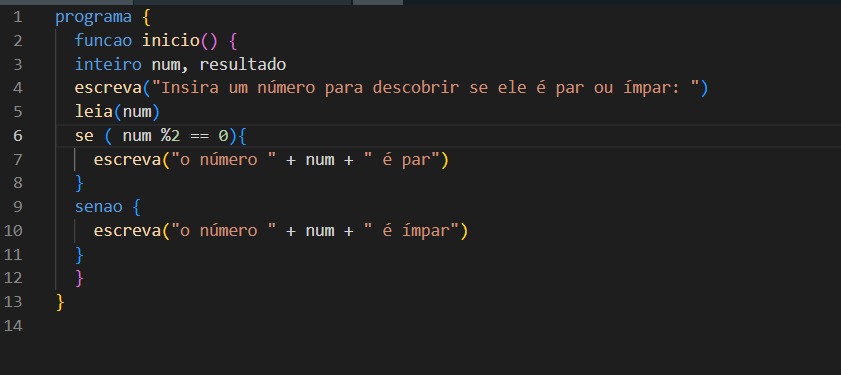 1 programa {
2 funcao inicio() {
3 inteiro num, resultado
4 escreva("Insira um número para descobrir se ele é par ou ímpar: ")
5 leia(num)
6 se ( num %2 == 0){
7 escreva("o número " + num + " é par")
8 }
9 senao {
10 escreva("o número " + num + " é ímpar")
11 }
12 }
13 }
14